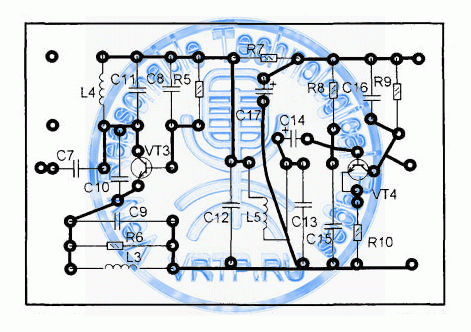 R7
L4
C11
C8
R5
C17
R8
C16
R9
C14
VT3
C7
C10
VT4
C9
C12
L5
C13
C15
R6
R10
L3
VRTP.RU